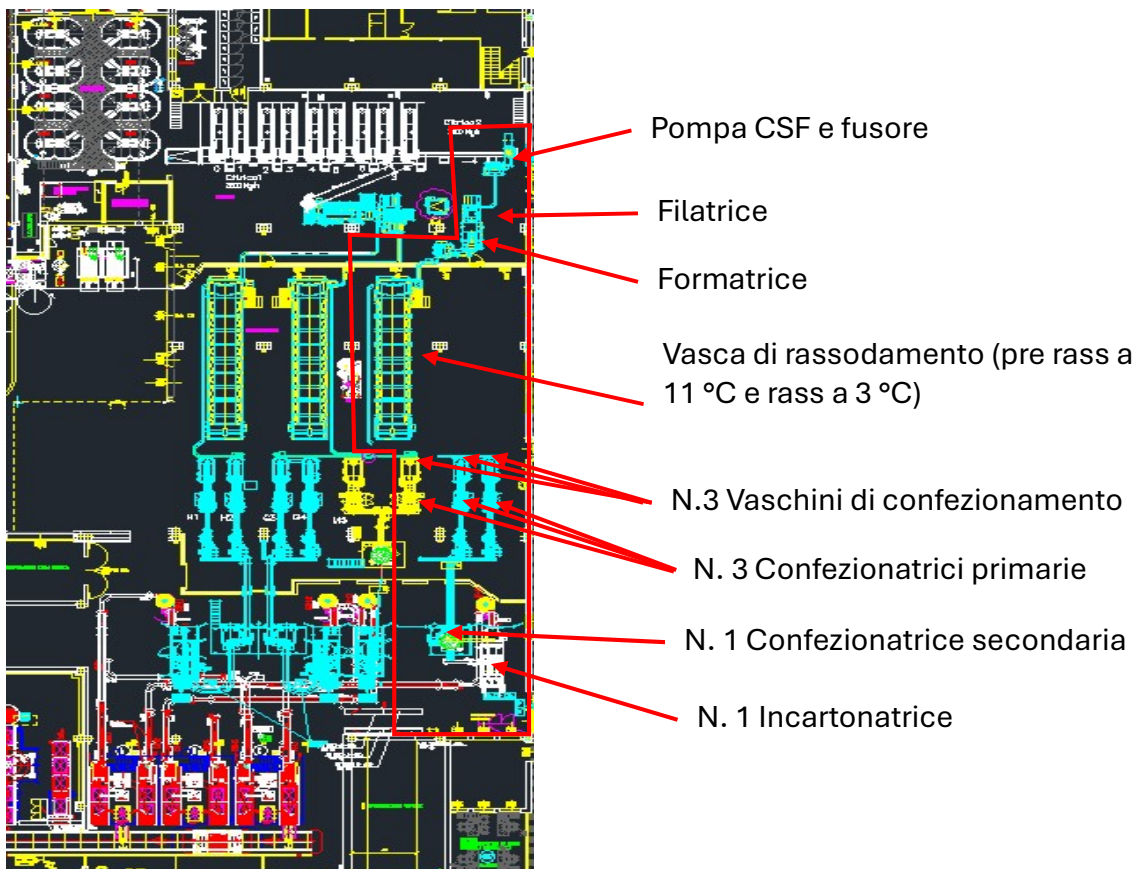 Pompa CSF e fusore
Filatrice
Formatrice
Vasca di rassodamento (pre rass a
11 °C e rass a 3 °C)
N.3 Vaschini di confezionamento
N. 3 Confezionatrici primarie
N. 1 Confezionatrice secondaria
N. 1 Incartonatrice